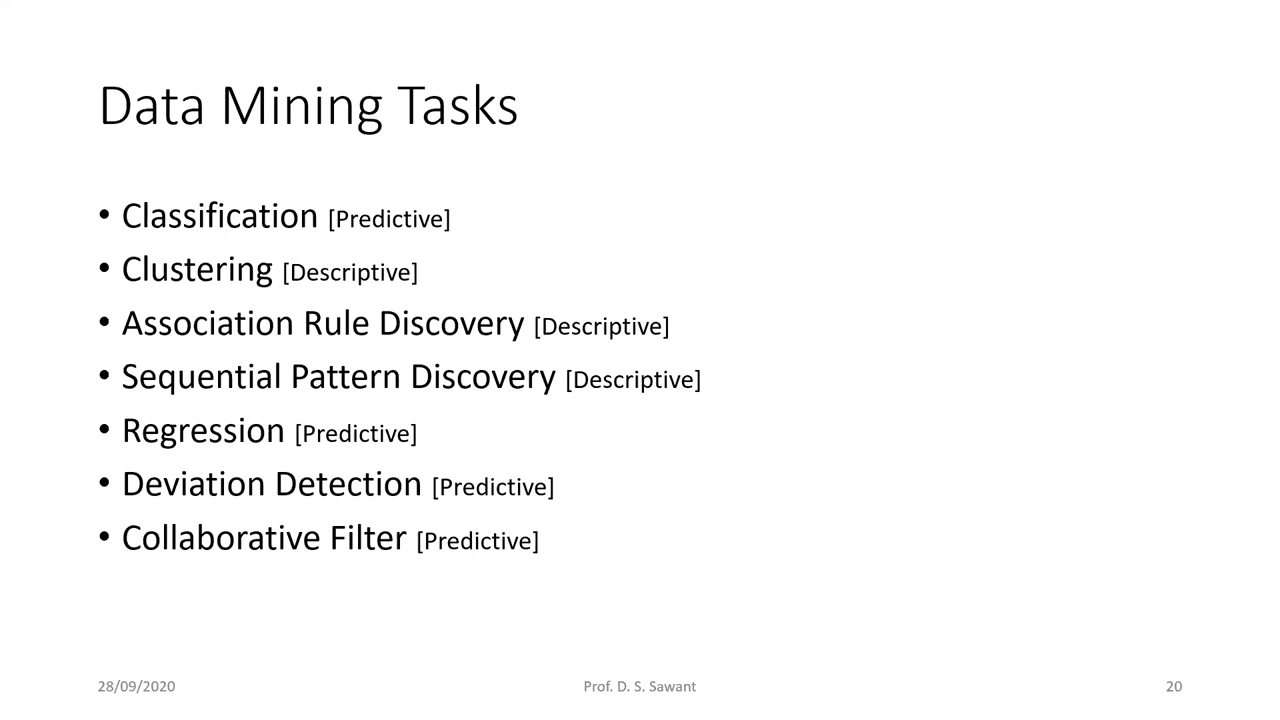 Data Mining Tasks
• Classification [Predictive]
• Clustering [Descriptive]
• Association Rule Discovery [Descriptive]
• Sequential Pattern Discovery [Descriptive]
• Regression [Predictive]
• Deviation Detection [Predictive]
• Collaborative Filter [Predictive]
28/09/2020 Prof. D. S. Sawant 20